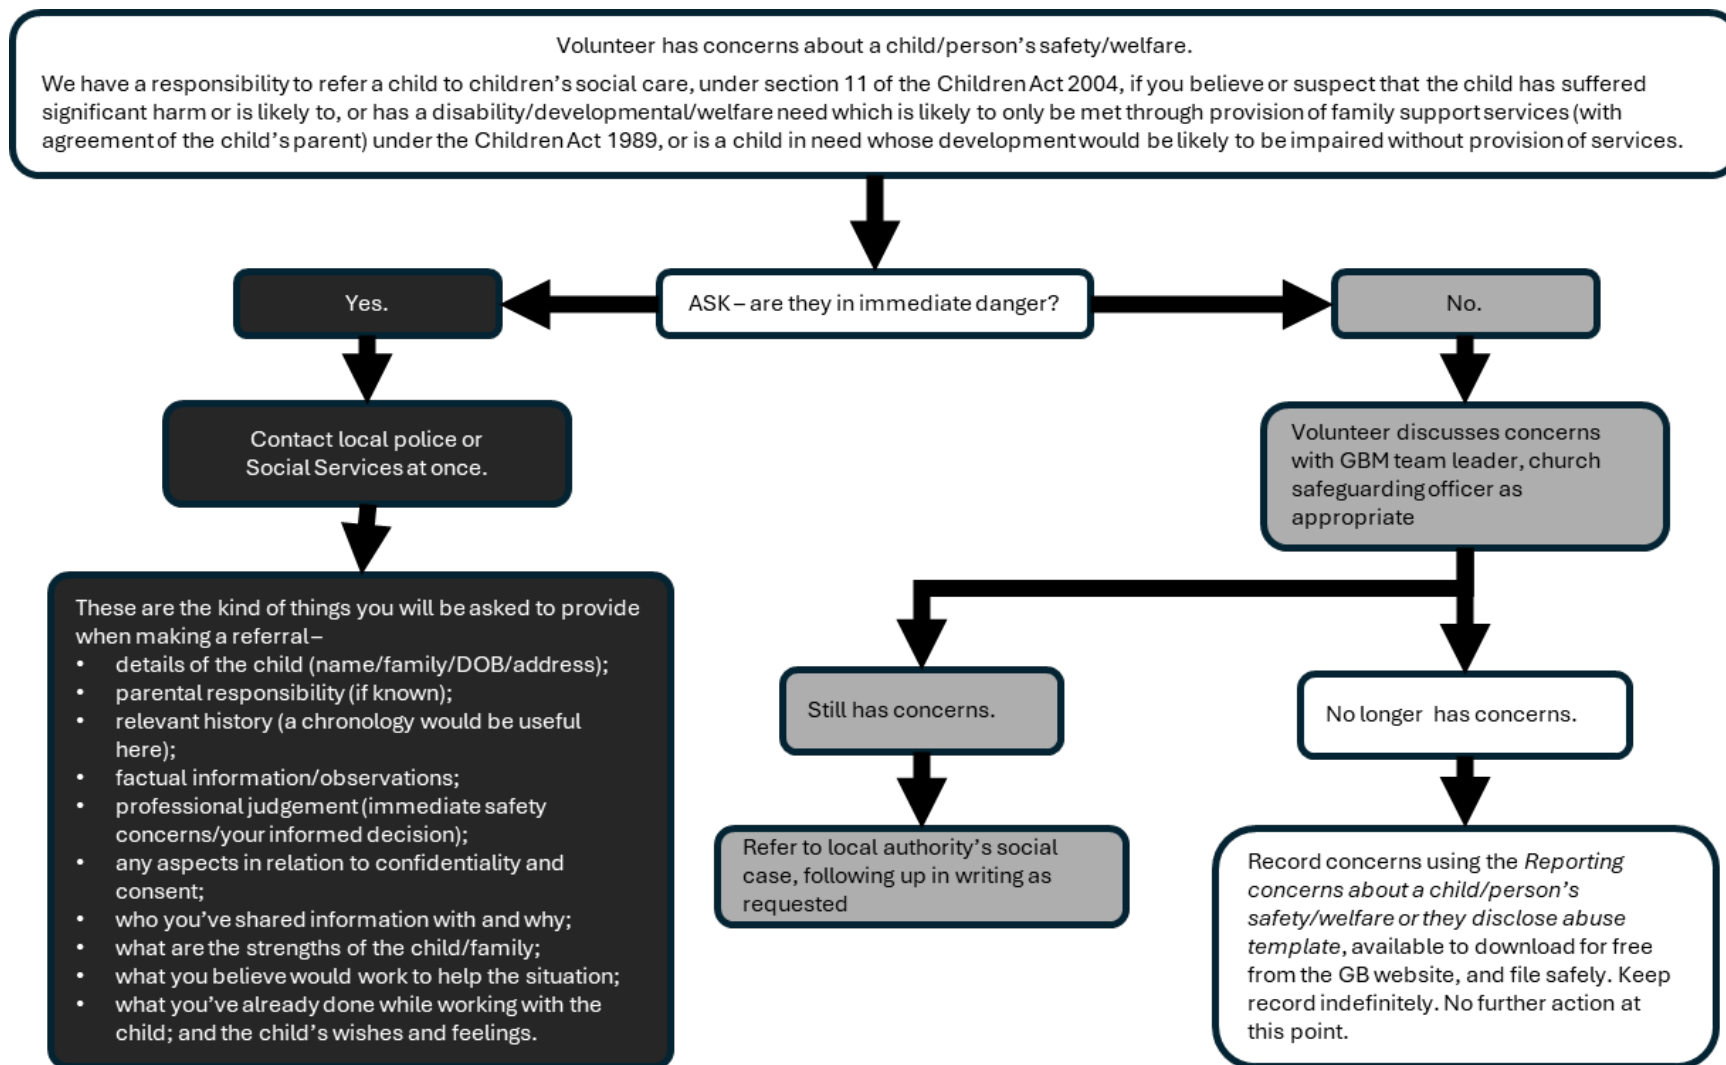 Volunteer has concerns about a child/person’s safety/welfare.
We have a responsibility to refer a child to children’s social care, under section 11 of the Children Act 2004, if you believe or suspect that the child has suffered
significant harm or is likely to, or has a disability/developmental/welfare need which is likely to only be met through provision of family support services (with
agreement of the child’s parent) under the Children Act 1989, or is a child in need whose development would be likely to be impaired without provision of services.
Yes.
ASK – are they in immediate danger?
No.
Contact local police or
Social Services at once.
Volunteer discusses concerns
with GBM team leader, church
safeguarding officer as
appropriate
These are the kind of things you will be asked to provide
when making a referral –
• details of the child (name/family/DOB/address);
• parental responsibility (if known);
• relevant history (a chronology would be useful
here);
• factual information/observations;
• professional judgement (immediate safety
concerns/your informed decision);
• any aspects in relation to confidentiality and
consent;
• who you’ve shared information with and why;
• what are the strengths of the child/family;
• what you believe would work to help the situation;
• what you’ve already done while working with the
child; and the child’s wishes and feelings.
Still has concerns.
No longer has concerns.
Refer to local authority’s social
case, following up in writing as
requested
Record concerns using the Reporting
concerns about a child/person’s
safety/welfare or they disclose abuse
template, available to download for free
from the GB website, and file safely. Keep
record indefinitely. No further action at
this point.